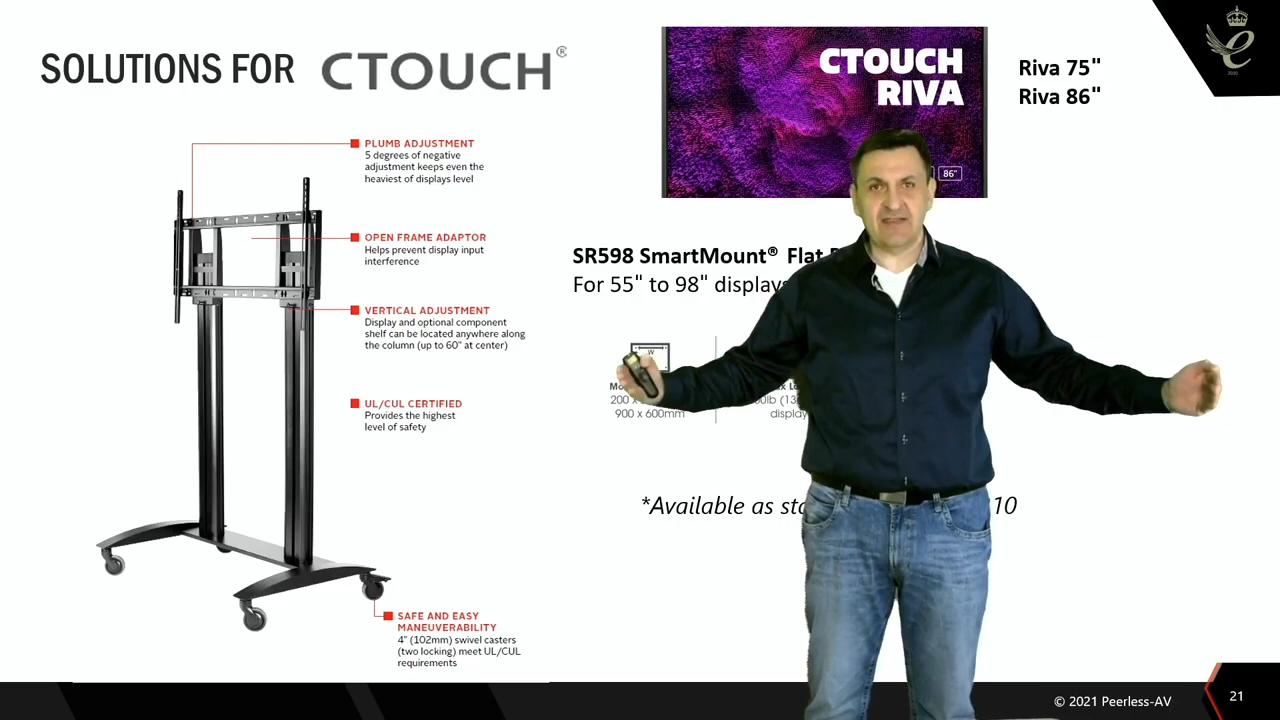 SOLUTIONS FOR CTOUCH®
CTOUCH
RIVA
86"
Riva 75"
Riva 86"
PLUMB ADJUSTMENT
5 degrees of negative
adjustment keeps even the
heaviest of displays level
OPEN FRAME ADAPTOR
Helps prevent display input
interference
VERTICAL ADJUSTMENT
Display and optional component
shelf can be located anywhere along
the column (up to 60" at center)
UL/CUL CERTIFIED
Provides the highest
level of safety
SAFE AND EASY
MANEUVERABILITY
4" (102mm) swivel casters
(two locking) meet UL/CUL
requirements
SR598 SmartMount® Flat
For 55" to 98" displays
W
200 x
900 x 600mm
display
*Available as
10
© 2021 Peerless-AV
21